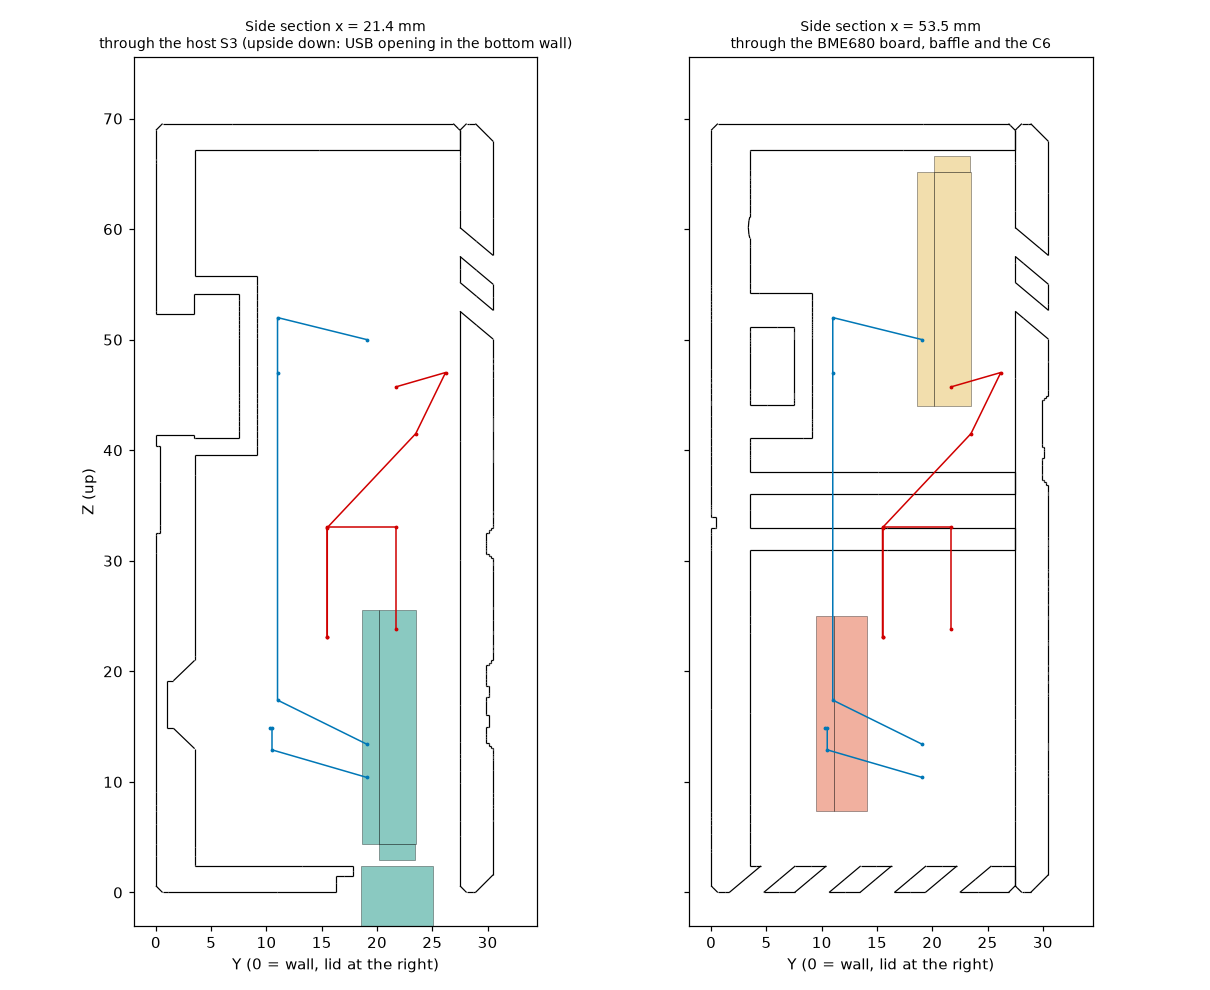 Side section x = 21.4 mm
through the host S3 (upside down: USB opening in the bottom wall)
Side section x = 53.5 mm
through the BME680 board, baffle and the C6
70
60
50
40
30
20
10
0
Z (up)
0 5 10 15 20 25 30
0 5 10 15 20 25 30
Y (0 = wall, lid at the right)
Y (0 = wall, lid at the right)